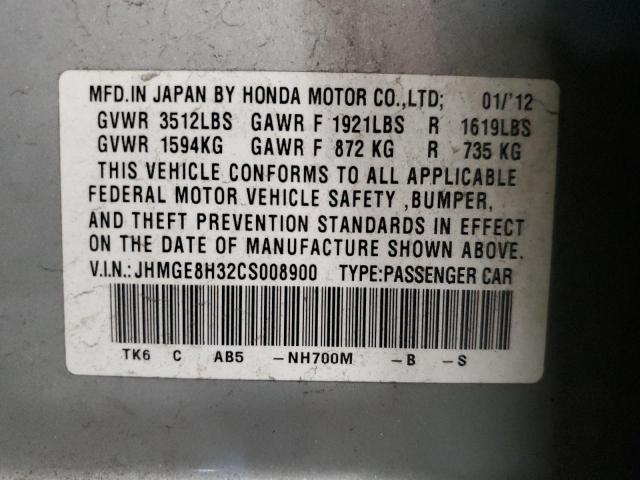 MFD.IN JAPAN BY HONDA MOTOR CO.,LTD; 01/'12
GVWR 3512LBS GAWR F 1921LBS R 1619LBS
GVWR 1594KG GAWR F 872 KG R 735 KG
THIS VEHICLE CONFORMS TO ALL APPLICABLE
FEDERAL MOTOR VEHICLE SAFETY ,BUMPER,
AND THEFT PREVENTION STANDARDS IN EFFECT
ON THE DATE OF MANUFACTURE SHOWN ABOVE.
V.I.N.:JHMGE8H32CS008900 TYPE:PASSENGER CAR
TK6 C AB5 -NH700M -B -S